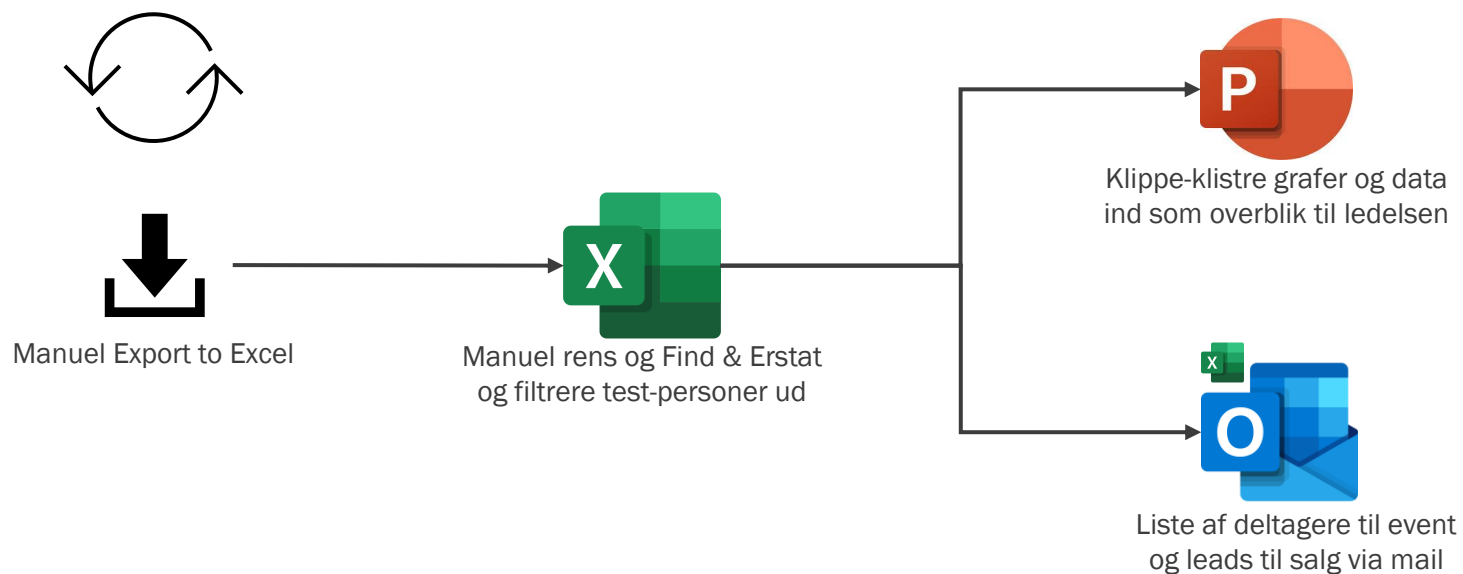 P
Klippe-klistre grafer og data
ind som overblik til ledelsen
X
Manuel Export to Excel
Manuel rens og Find & Erstat
og filtrere test-personer ud
X
O
Liste af deltagere til event
og leads til salg via mail